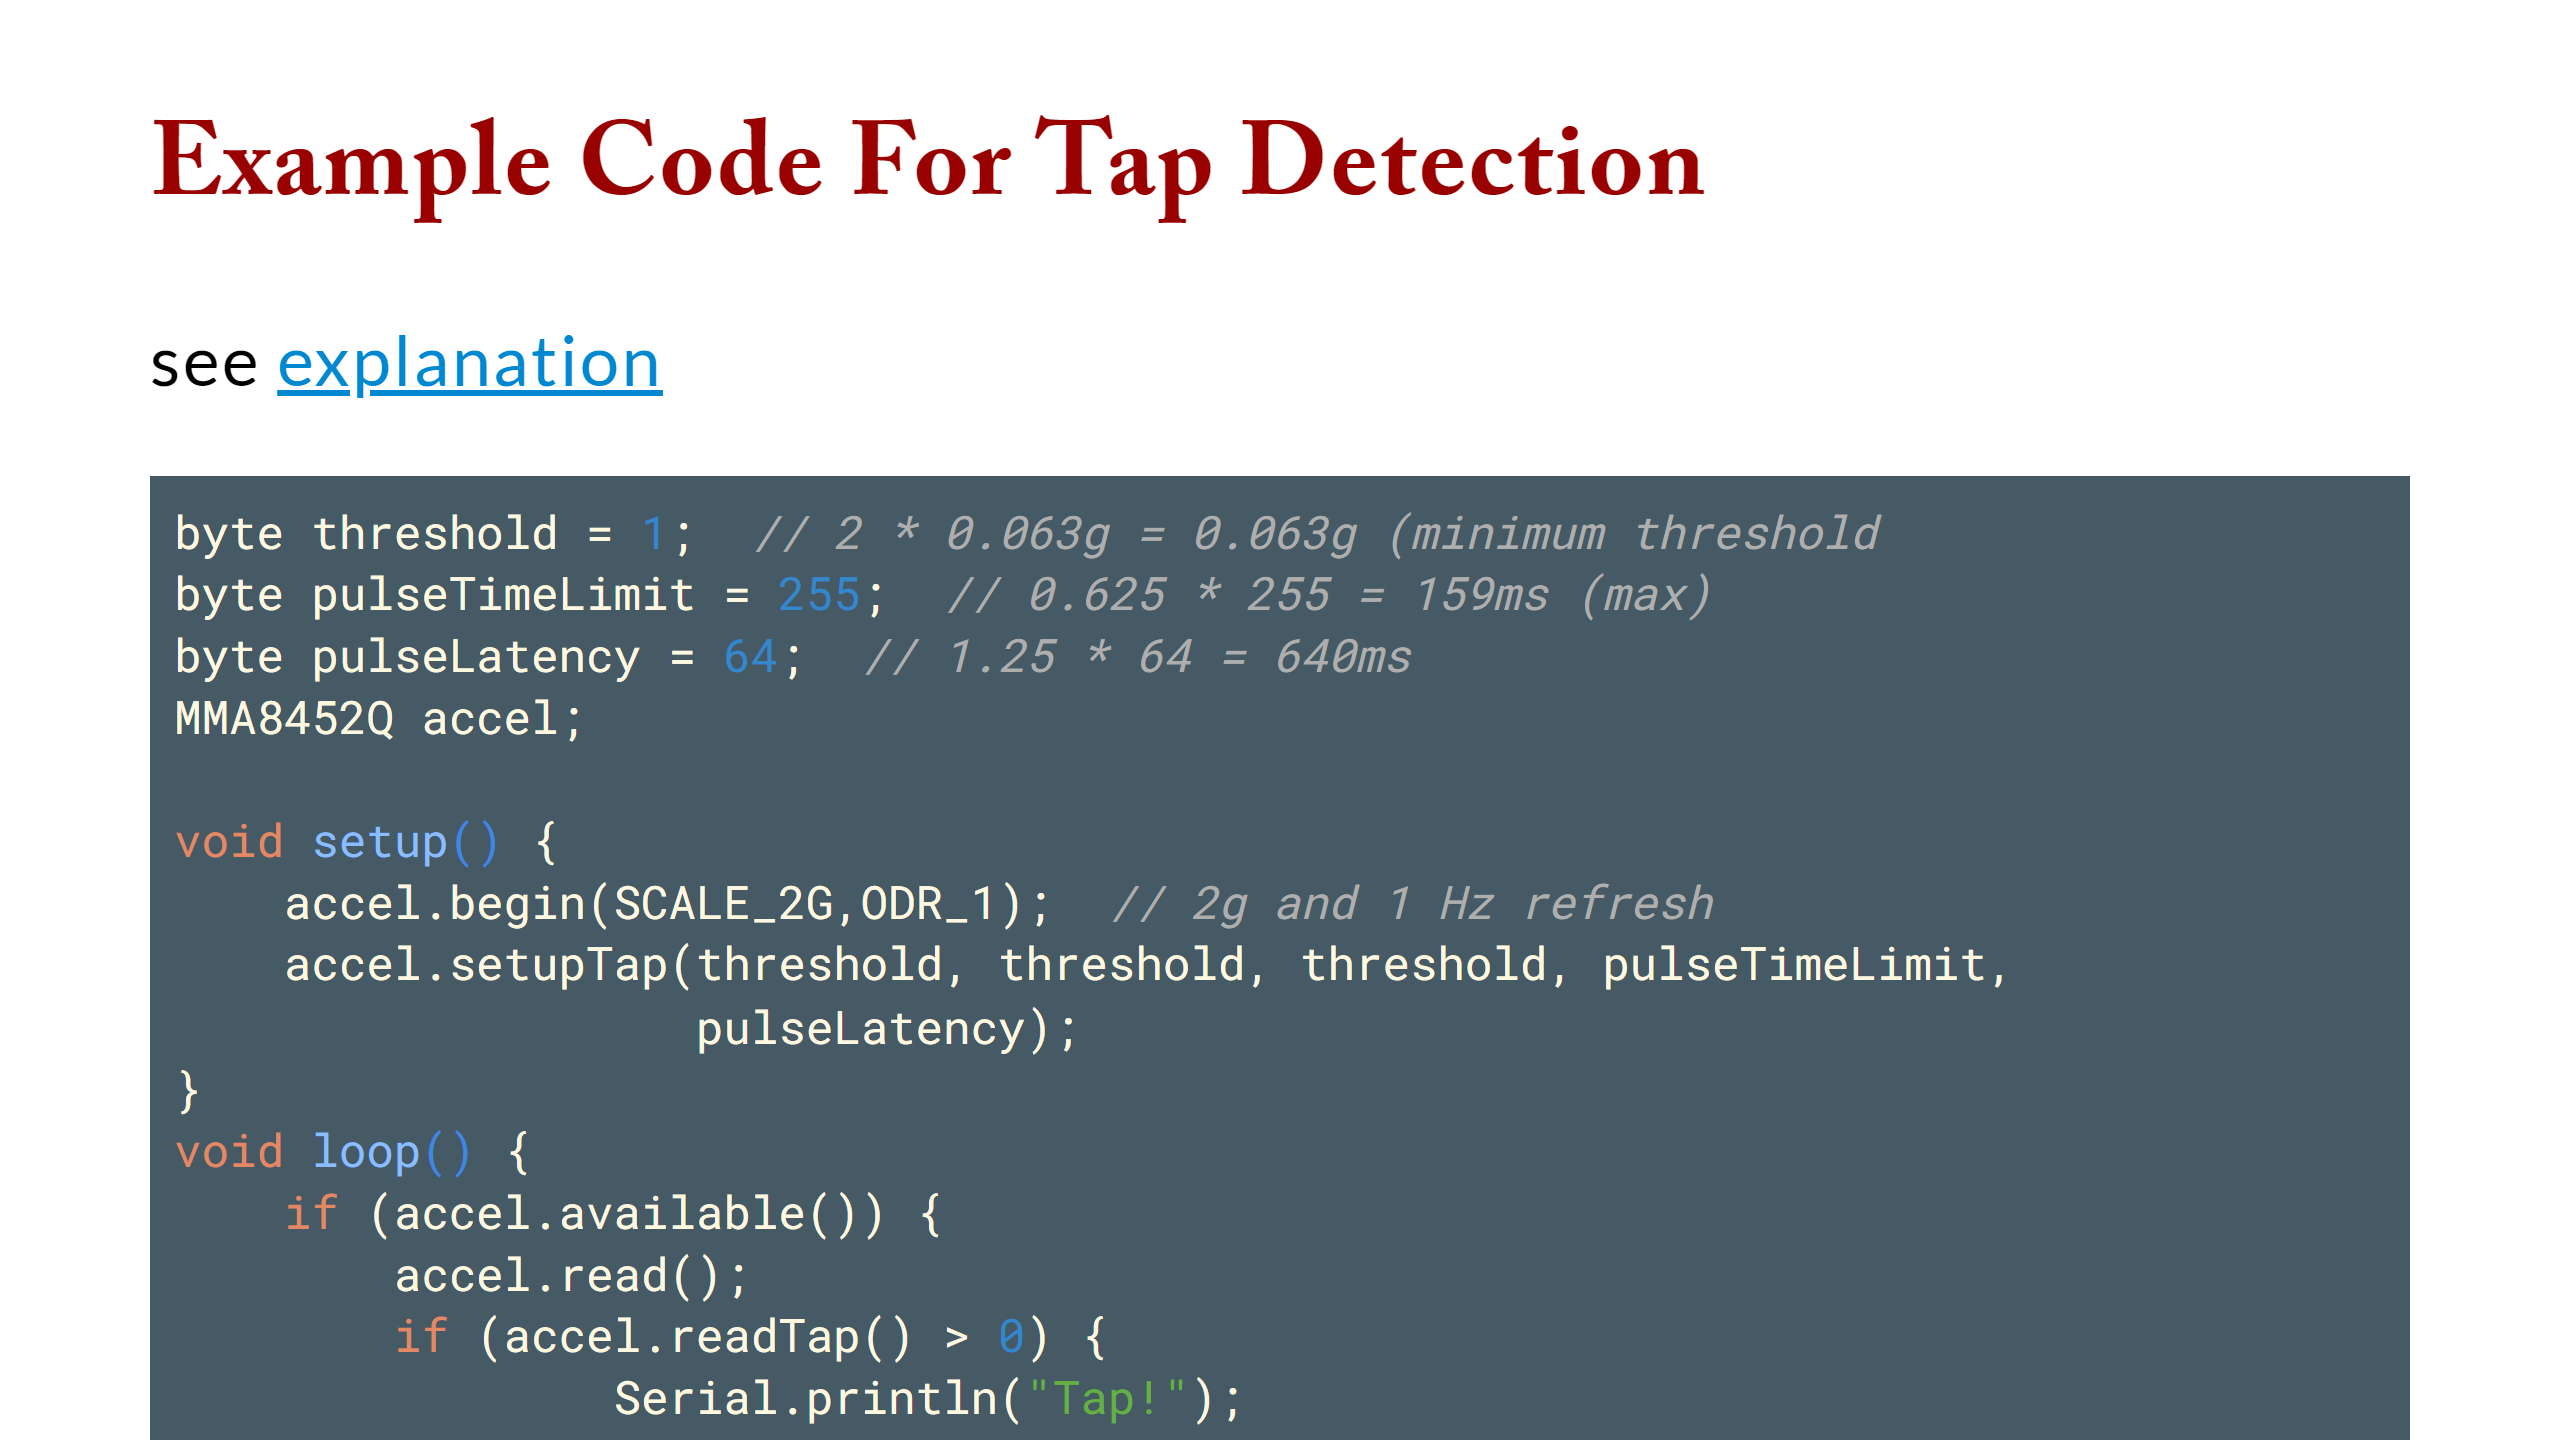 Example Code For Tap Detection
see explanation
byte threshold = 1;  // 2 * 0.063g = 0.063g (minimum threshold
byte pulseTimeLimit = 255;  // 0.625 * 255 = 159ms (max)
byte pulseLatency = 64;  // 1.25 * 64 = 640ms
MMA8452Q accel;
void setup() {
    accel.begin(SCALE_2G,ODR_1);  // 2g and 1 Hz refresh
    accel.setupTap(threshold, threshold, threshold, pulseTimeLimit,
                   pulseLatency);
}
void loop() {
    if (accel.available()) {
        accel.read();
        if (accel.readTap() > 0) {
                Serial.println("Tap!");